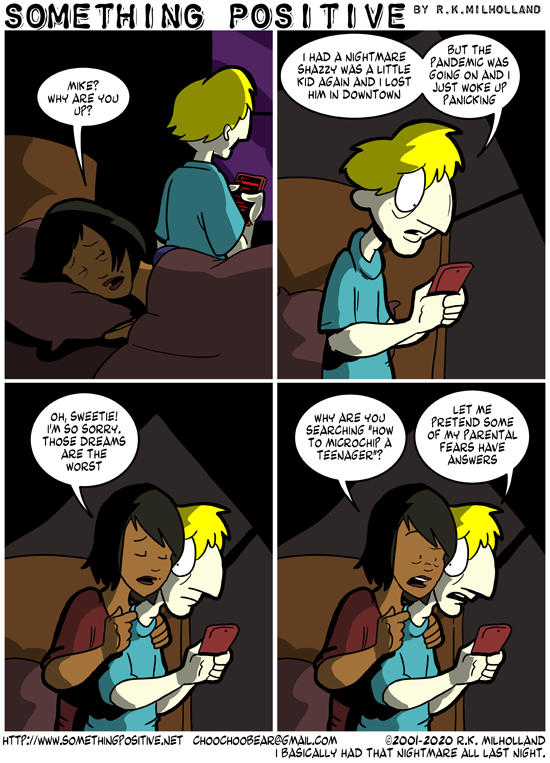 SOMETHING POSITIVE BY R.K.MILHOLLAND
MIKE?
WHY ARE YOU
UP?
I HAD A NIGHTMARE
SHAZZY WAS A LITTLE
KID AGAIN AND I LOST
HIM IN DOWNTOWN
BUT THE
PANDEMIC WAS
GOING ON AND I
JUST WOKE UP
PANICKING
OH, SWEETIE!
I'M SO SORRY.
THOSE DREAMS
ARE THE
WORST
WHY ARE YOU
SEARCHING "HOW
TO MICROCHIP A
TEENAGER"?
LET ME
PRETEND SOME
OF MY PARENTAL
FEARS HAVE
ANSWERS
HTTP://WWW.SOMETHINGPOSITIVE.NET CHOOCHOOBEAR@GMAIL.COM ©2001-2020 R.K. MILHOLLAND
I BASICALLY HAD THAT NIGHTMARE ALL LAST NIGHT.